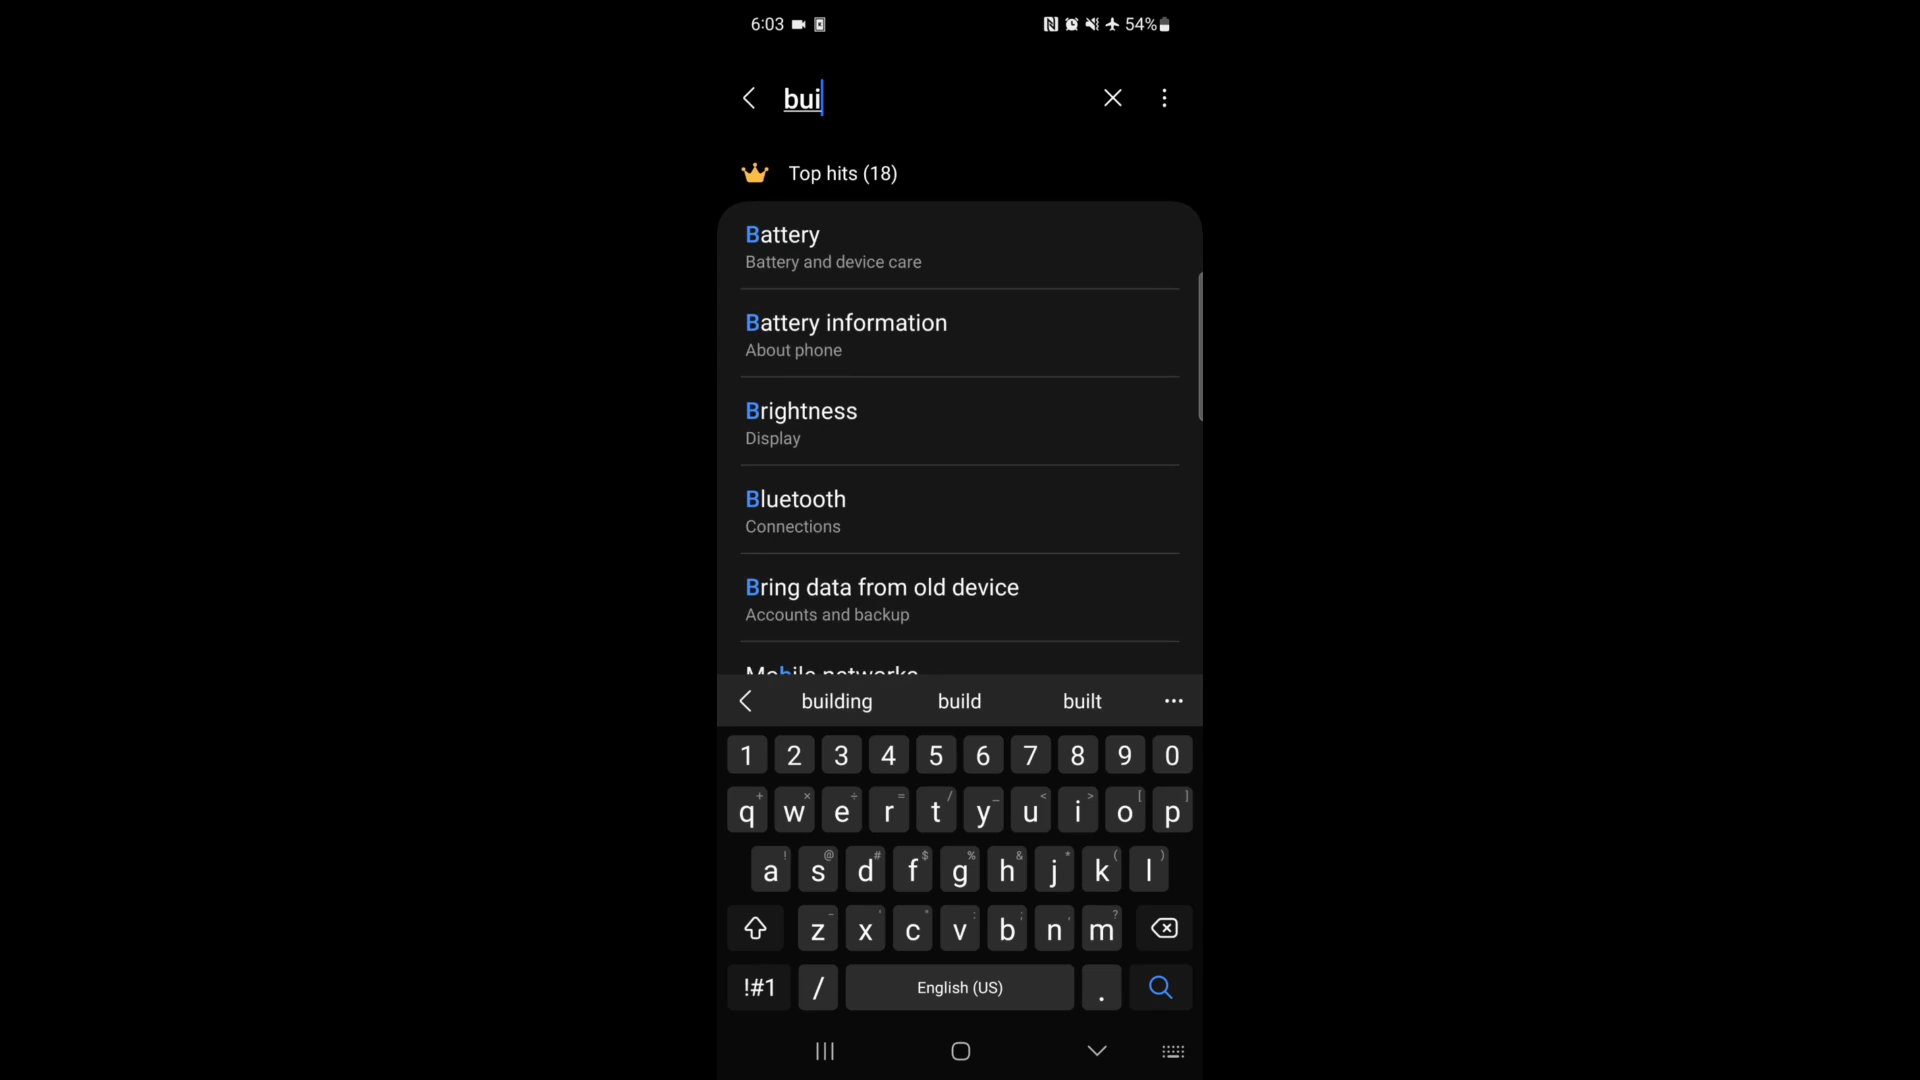 6:03 54%
bui
Top hits (18)
Battery
Battery and device care
Battery information
About phone
Brightness
Display
Bluetooth
Connections
Bring data from old device
Accounts and backup
Mobile networks
building build built ...
1 2 3 4 5 6 7 8 9 0
q w e r t y u i o p
a s d f g h j k l
z x c v b n m
!#1 / English (US) .